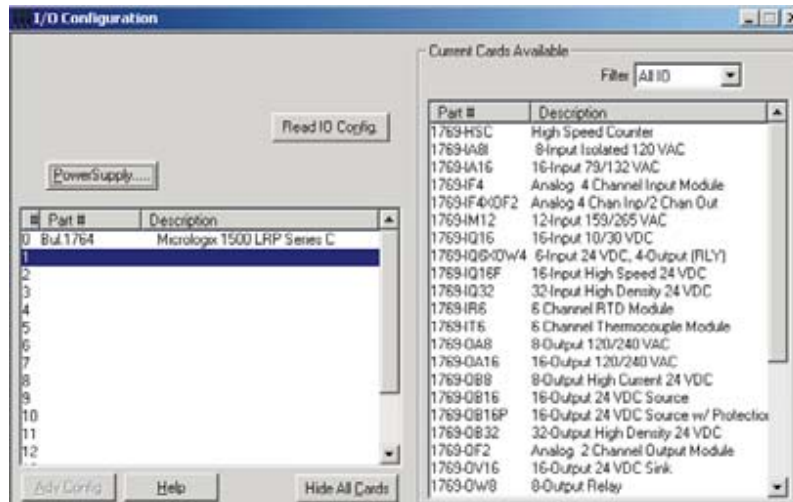 I/O Configuration
Current Cards Available
Filter All IO
Read IO Config.
PowerSupply.....
# Part # Description
0 Bul.1764 Micrologix 1500 LRP Series C
1
2
3
4
5
6
7
8
9
10
11
12
Adv Config
Help
Hide All Cards
Part # Description
1769-HSC High Speed Counter
1769-IA8I 8-Input Isolated 120 VAC
1769-IA16 16-Input 79/132 VAC
1769-IF4 Analog 4 Channel Input Module
1769-IF4XOF2 Analog 4 Chan Inp/2 Chan Out
1769-IM12 12-Input 159/265 VAC
1769-IQ16 16-Input 10/30 VDC
1769-IQ6XOW4 6-Input 24 VDC, 4-Output (RLY)
1769-IQ16F 16-Input High Speed 24 VDC
1769-IQ32 32-Input High Density 24 VDC
1769-IR6 6 Channel RTD Module
1769-IT6 6 Channel Thermocouple Module
1769-OA8 8-Output 120/240 VAC
1769-OA16 16-Output 120/240 VAC
1769-OB8 8-Output High Current 24 VDC
1769-OB16 16-Output 24 VDC Source
1769-OB16P 16-Output 24 VDC Source w/ Protection
1769-OB32 32-Output High Density 24 VDC
1769-OF2 Analog 2 Channel Output Module
1769-OV16 16-Output 24 VDC Sink
1769-OW8 8-Output Relay